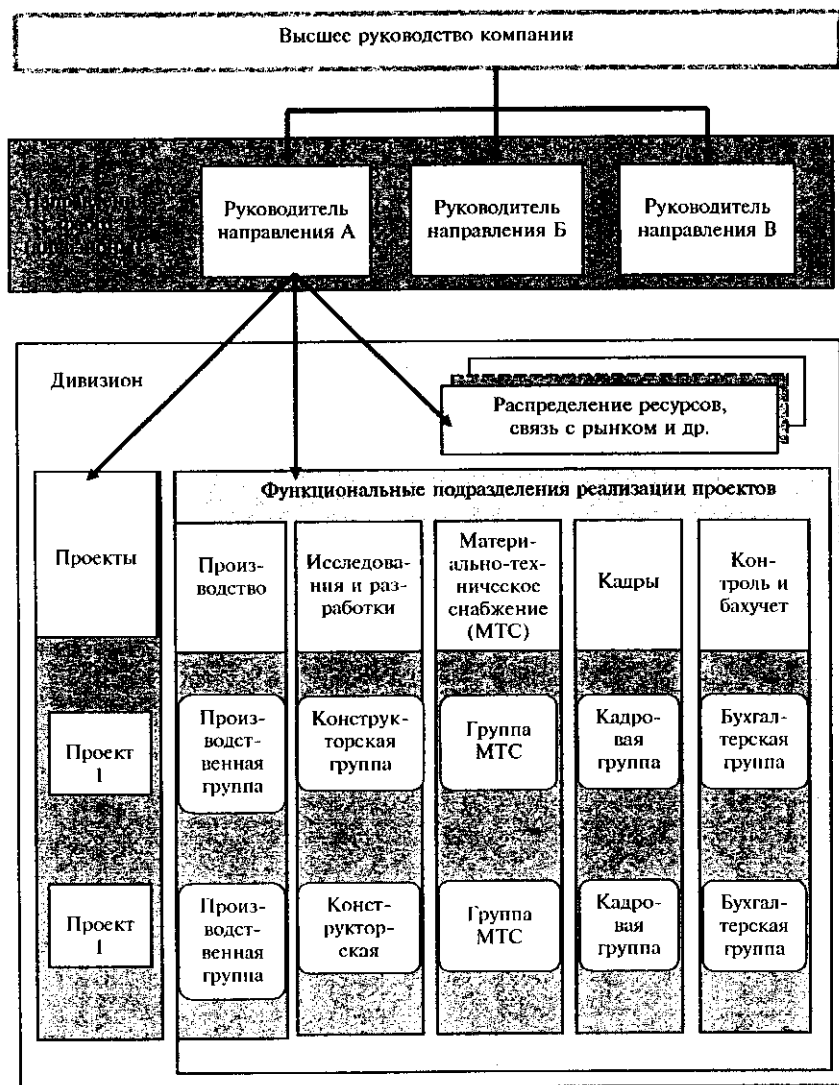 Высшее руководство компании
Руководитель
направления А
Руководитель
направления Б
Руководитель
направления В
Дивизион
Распределение ресурсов,
связь с рынком и др.
Функциональные подразделения реализации проектов
Проекты
Произ-
водство
Исследова-
ния и раз-
работки
Матери-
ально-тех-
ническое
снабжение
(МТС)
Кадры
Кон-
троль и
бахучет
Проект
1
Произ-
водст-
венная
группа
Конструк-
торская
группа
Группа
МТС
Кадро-
вая
группа
Бухгал-
терская
группа
Проект
1
Произ-
водст-
венная
группа
Конст-
руктор-
ская
Группа
МТС
Кадро-
вая
группа
Бухгал-
терская
группа